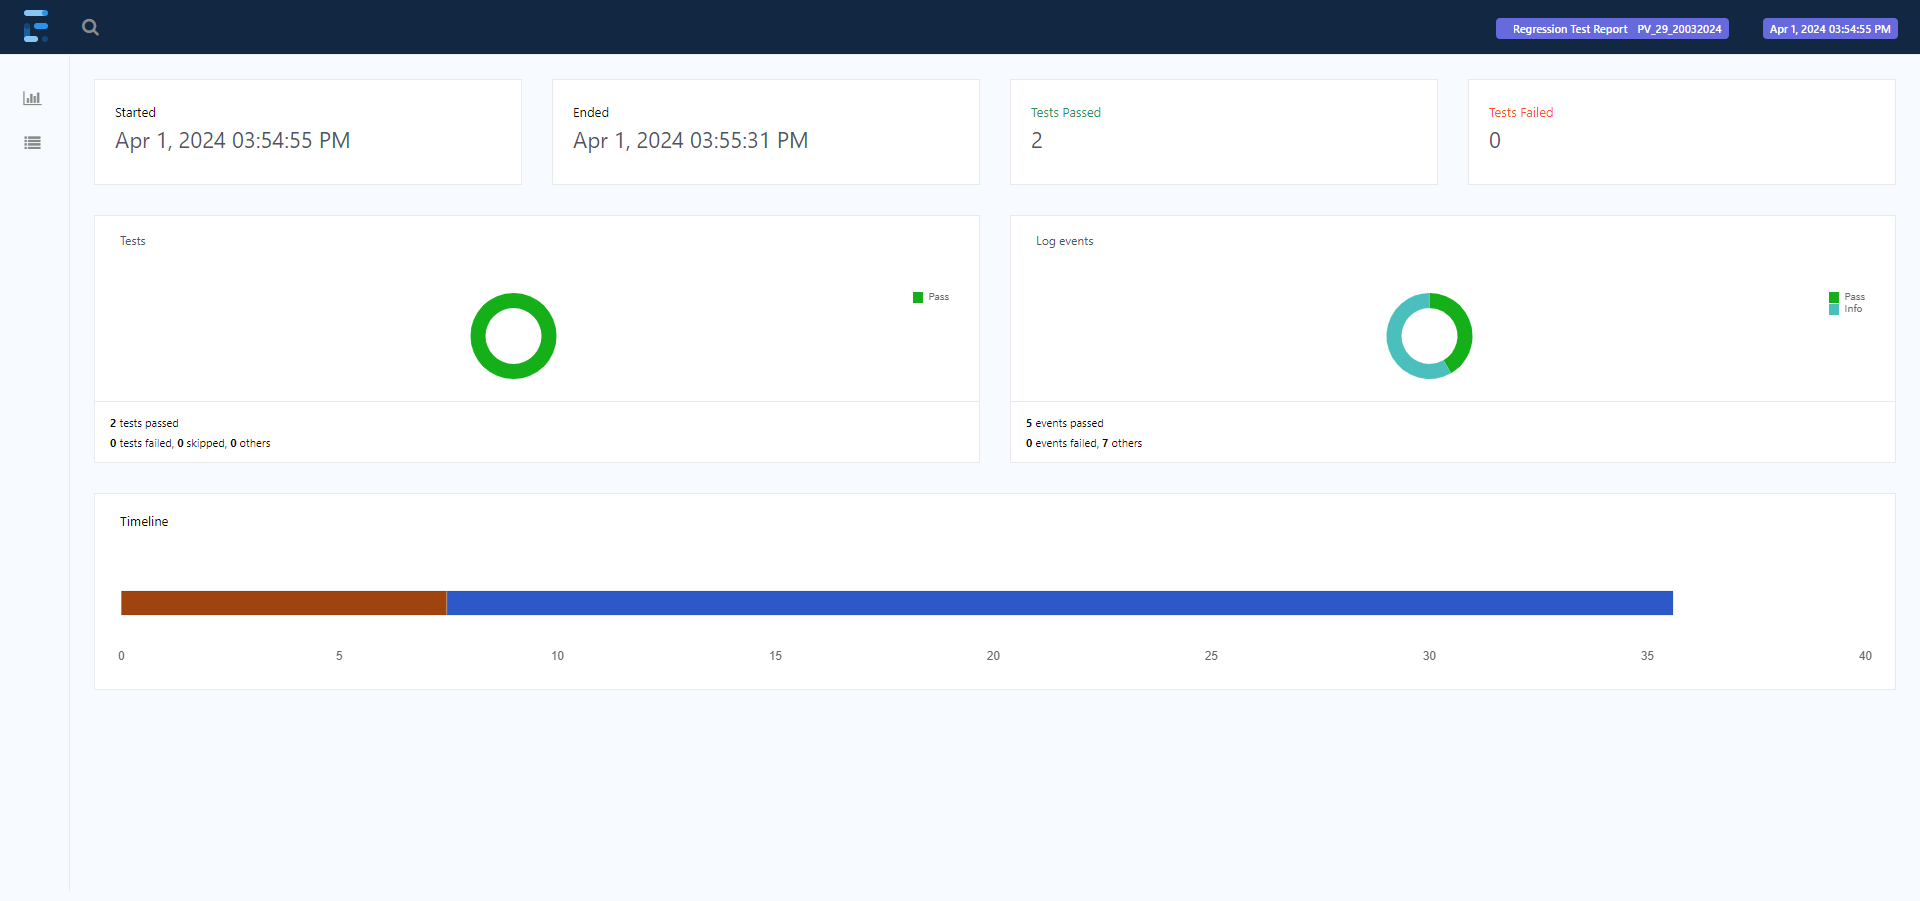 Regression Test Report PV_29_20032024
Apr 1, 2024 03:54:55 PM
Started
Apr 1, 2024 03:54:55 PM
Ended
Apr 1, 2024 03:55:31 PM
Tests Passed
2
Tests Failed
0
Tests
Pass
2 tests passed
0 tests failed, 0 skipped, 0 others
Log events
Pass
Info
5 events passed
0 events failed, 7 others
Timeline
0 5 10 15 20 25 30 35 40